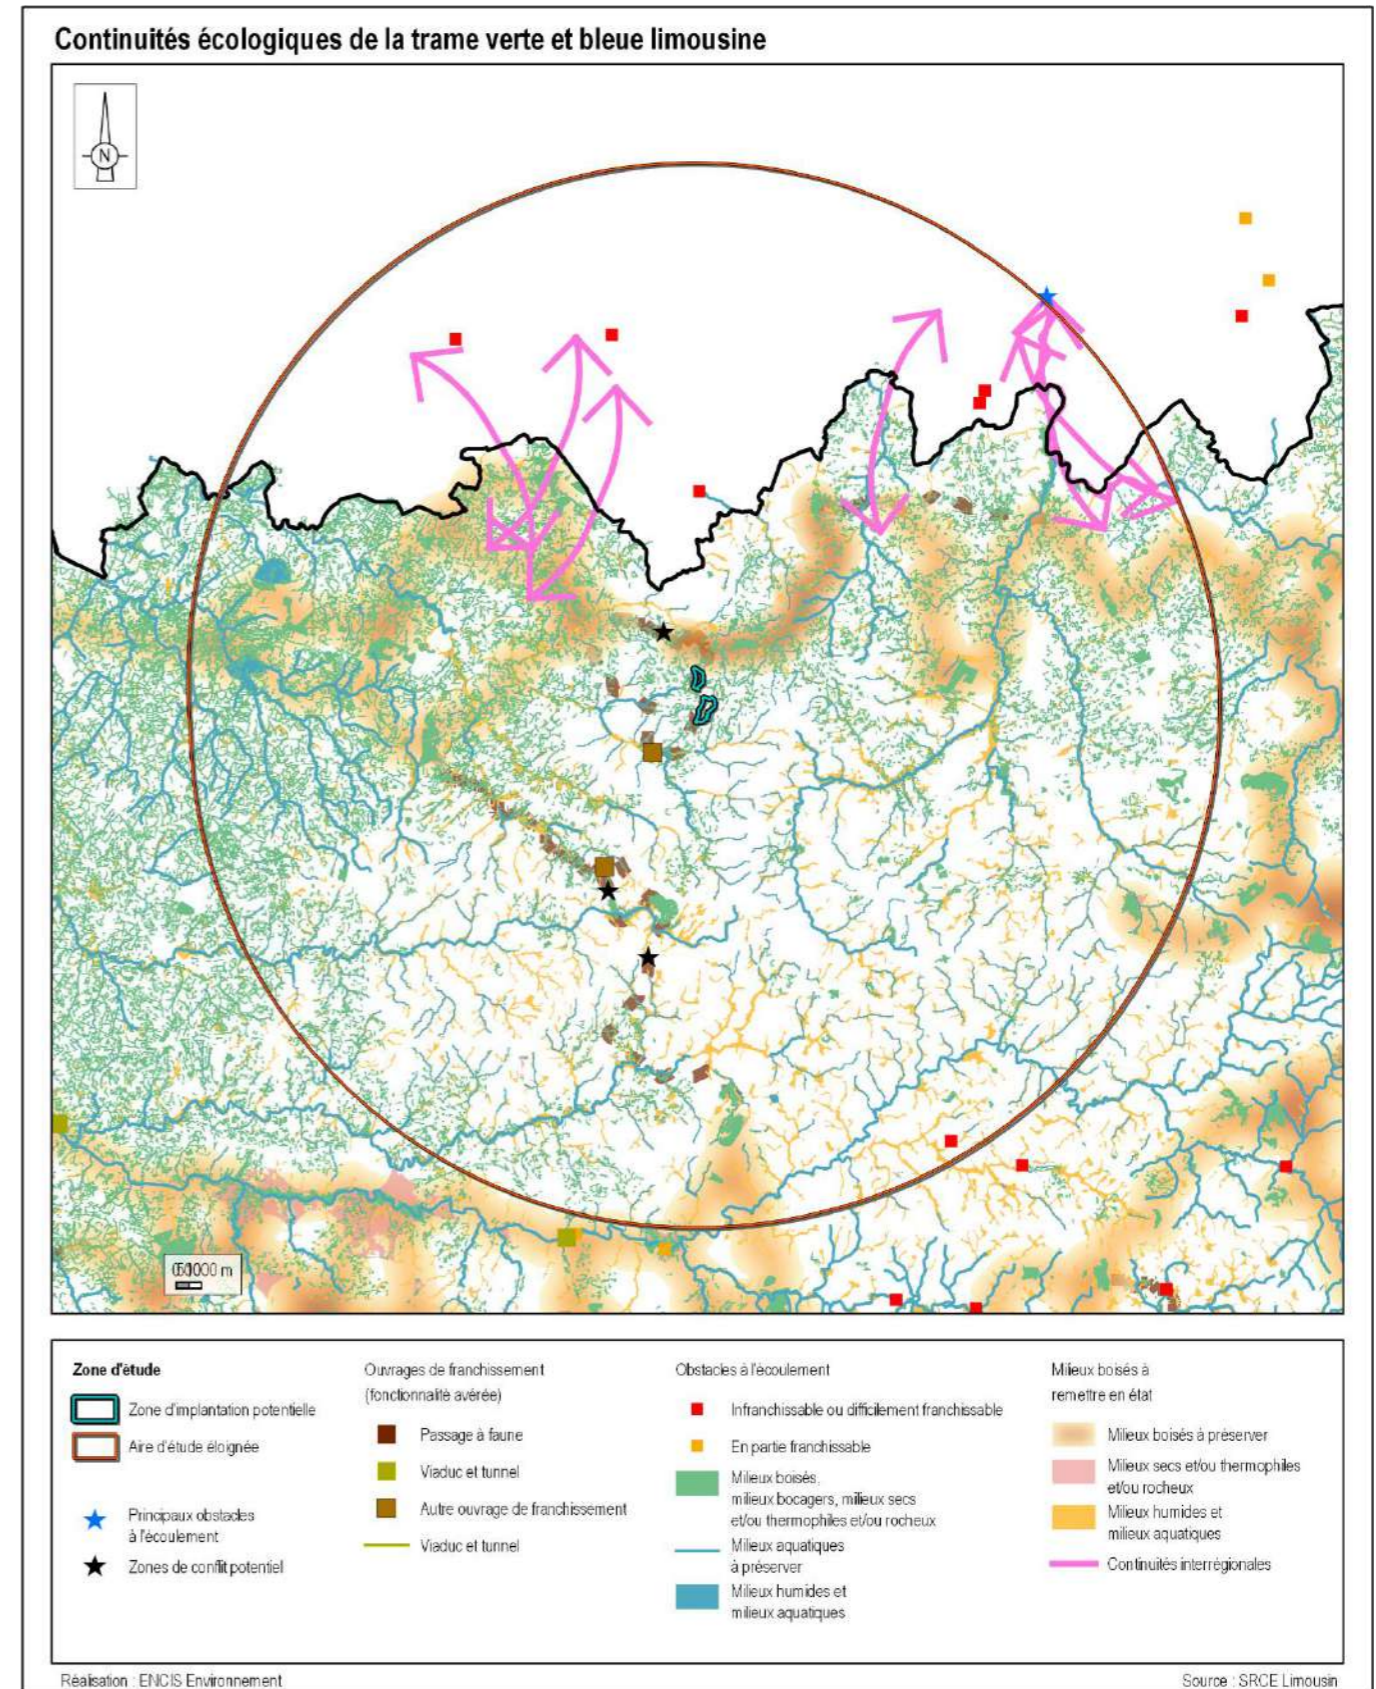 Continuités écologiques de la trame verte et bleue limousine
N
Zone d'étude
Zone d'implantation potentielle
Aire d'étude éloignée
Principaux obstacles
à l'écoulement
Zones de conflit potentiel
Ouvrages de franchissement
(fonctionalité avérée)
Passage à faune
Viaduc et tunnel
Autre ouvrage de franchissement
Viaduc et tunnel
Obstacles à l'écoulement
Infranchissable ou difficilement franchissable
En partie franchissable
Milieux boisés,
milieux bocagers, milieux secs
et/ou thermophiles et/ou rocheux
Milieux aquatiques
à préserver
Milieux humides et
milieux aquatiques
Milieux boisés à
remettre en état
Milieux boisés à préserver
Milieux secs et/ou thermophiles
et/ou rocheux
Milieux humides et
milieux aquatiques
Continuités interrégionales
Réalisation : ENCIS Environnement
Source : SRCE Limousin